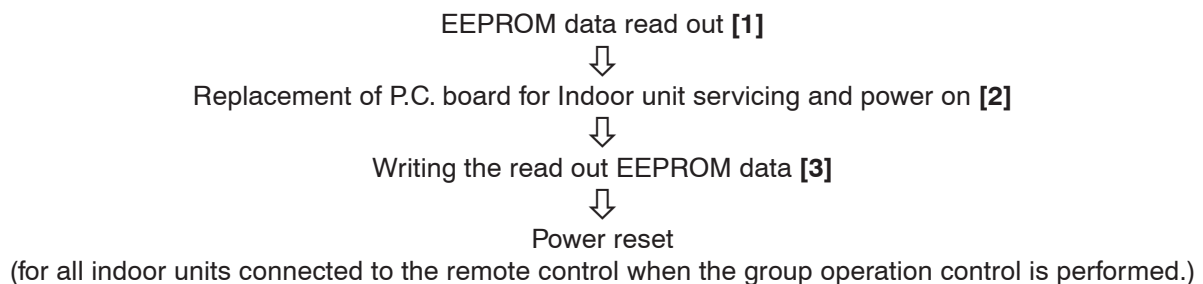 EEPROM data read out [1]
⇩
Replacement of P.C. board for Indoor unit servicing and power on [2]
⇩
Writing the read out EEPROM data [3]
⇩
Power reset
(for all indoor units connected to the remote control when the group operation control is performed.)